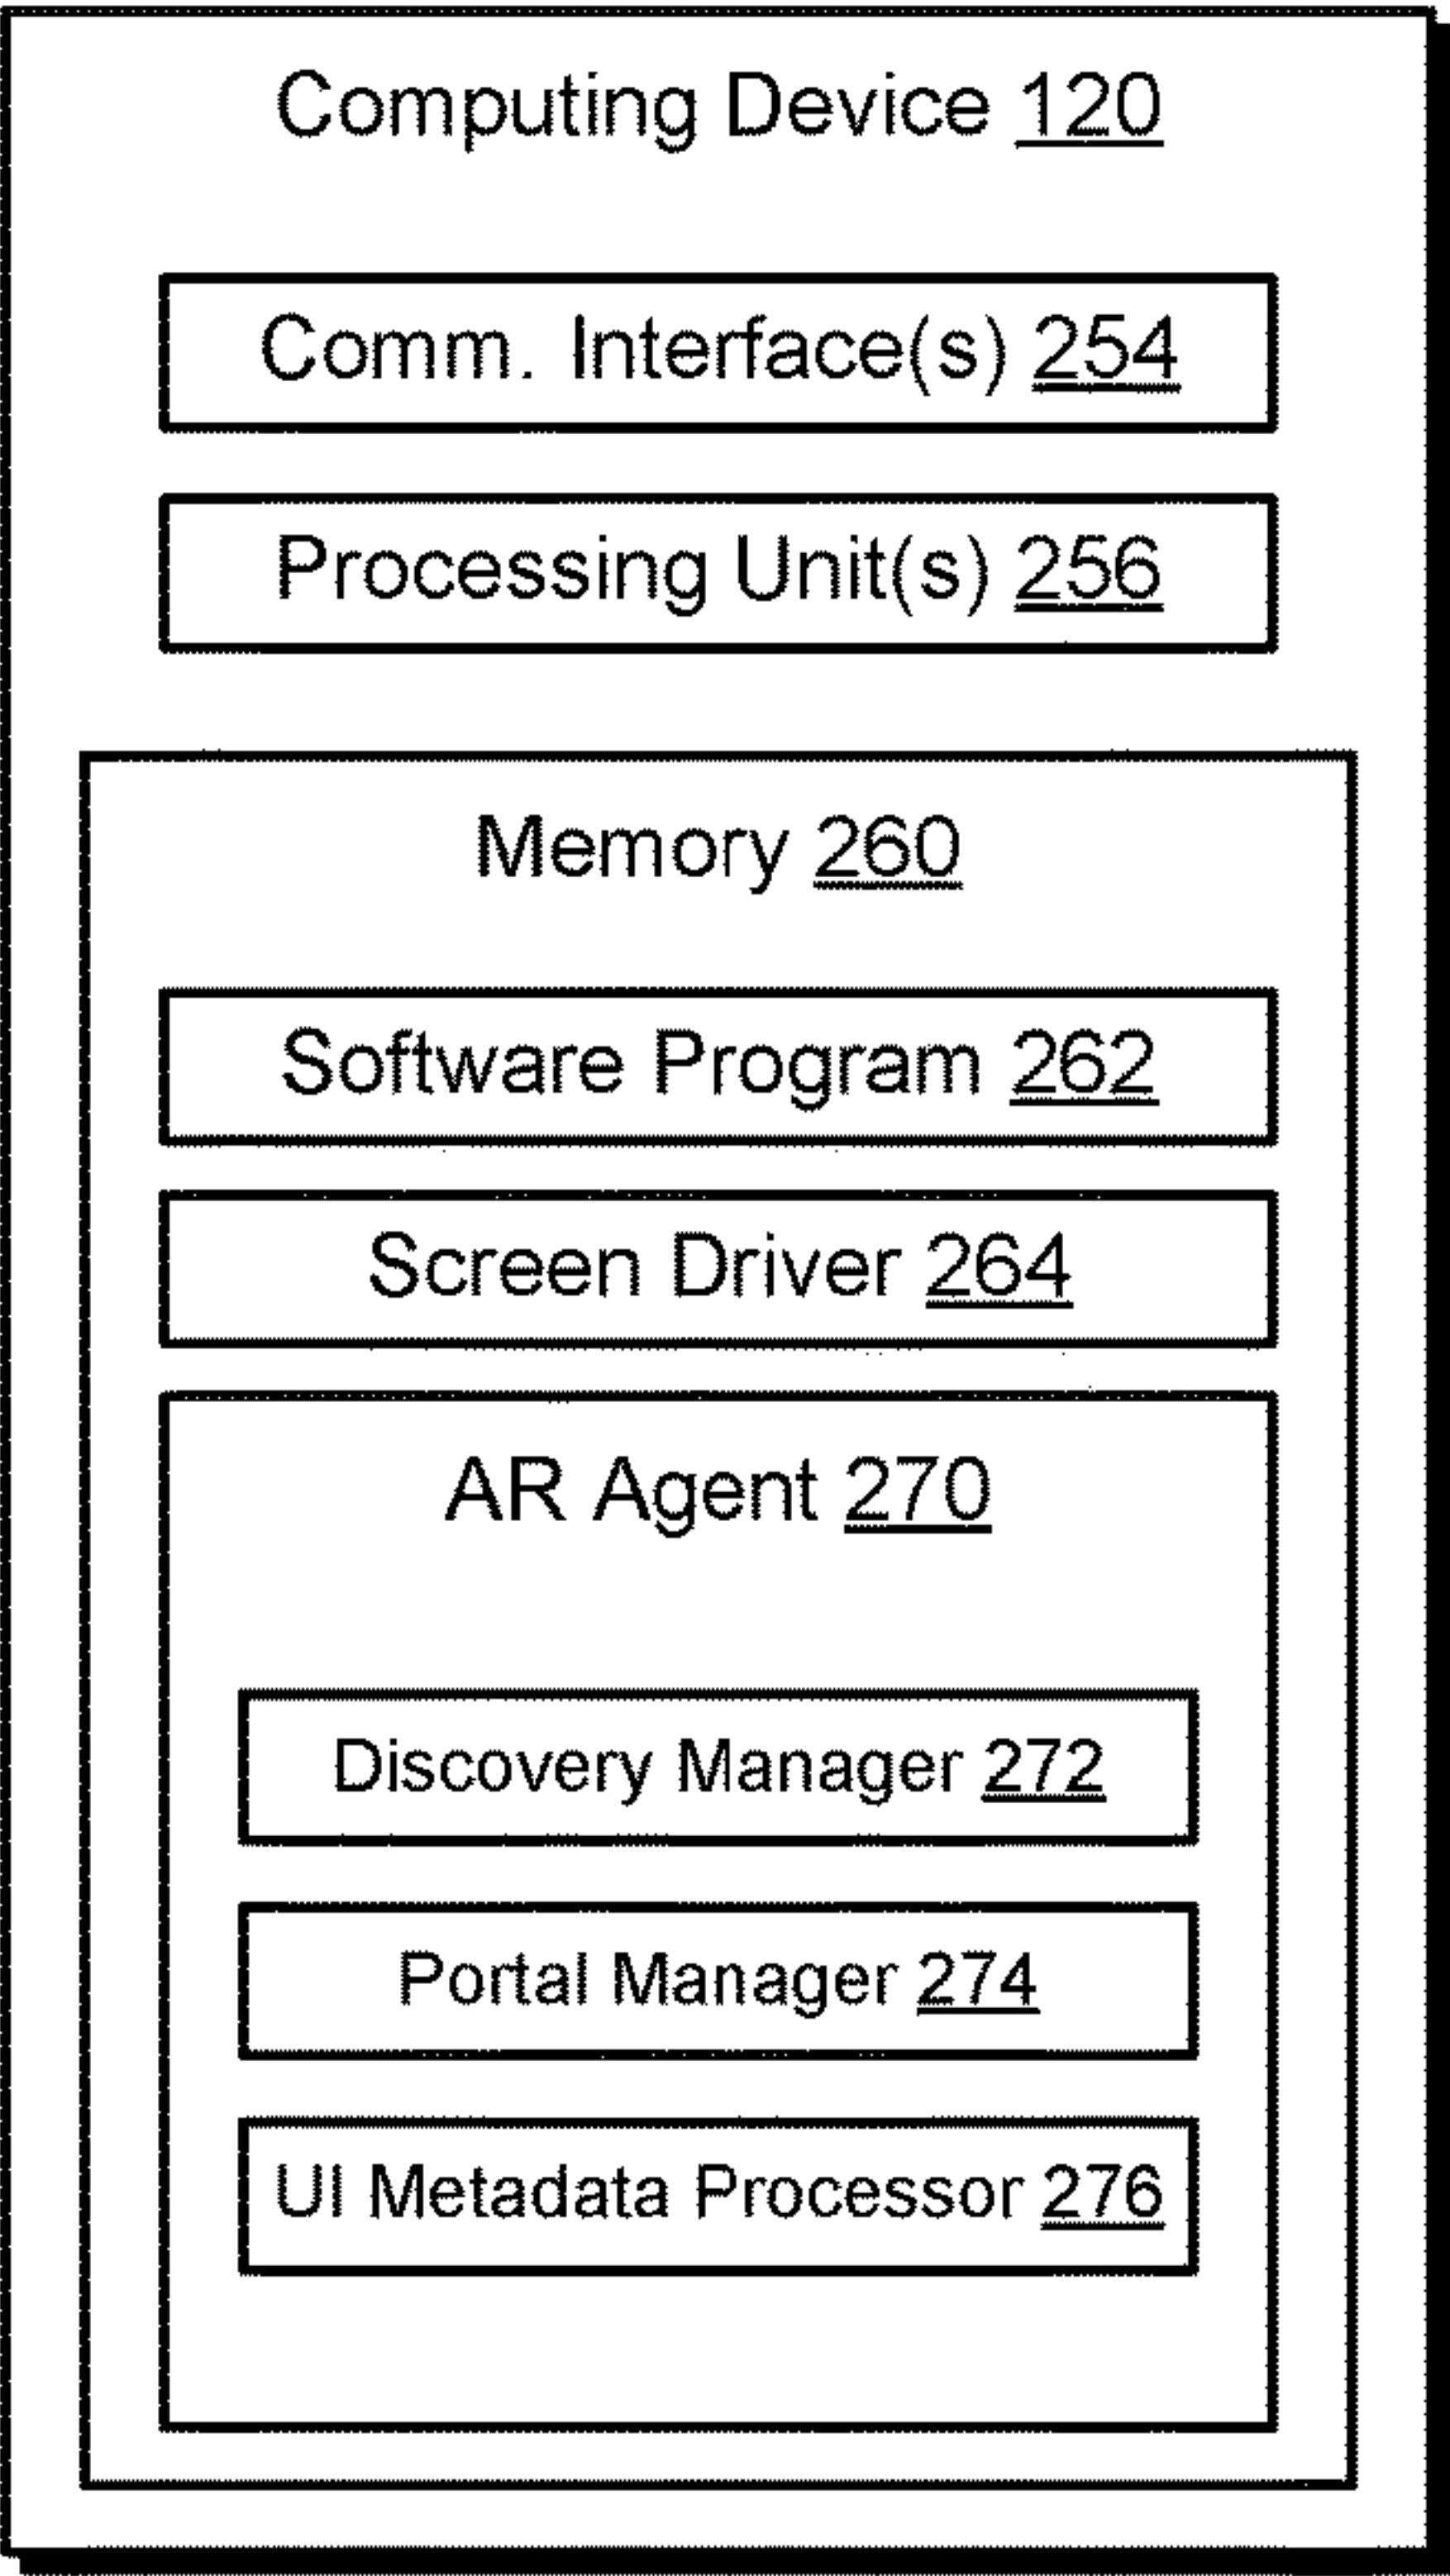 Computing Device 120
Comm. Interface(s) 254
Processing Unit(s) 256
Memory 260
Software Program 262
Screen Driver 264
AR Agent 270
Discovery Manager 272
Portal Manager 274
UI Metadata Processor 276